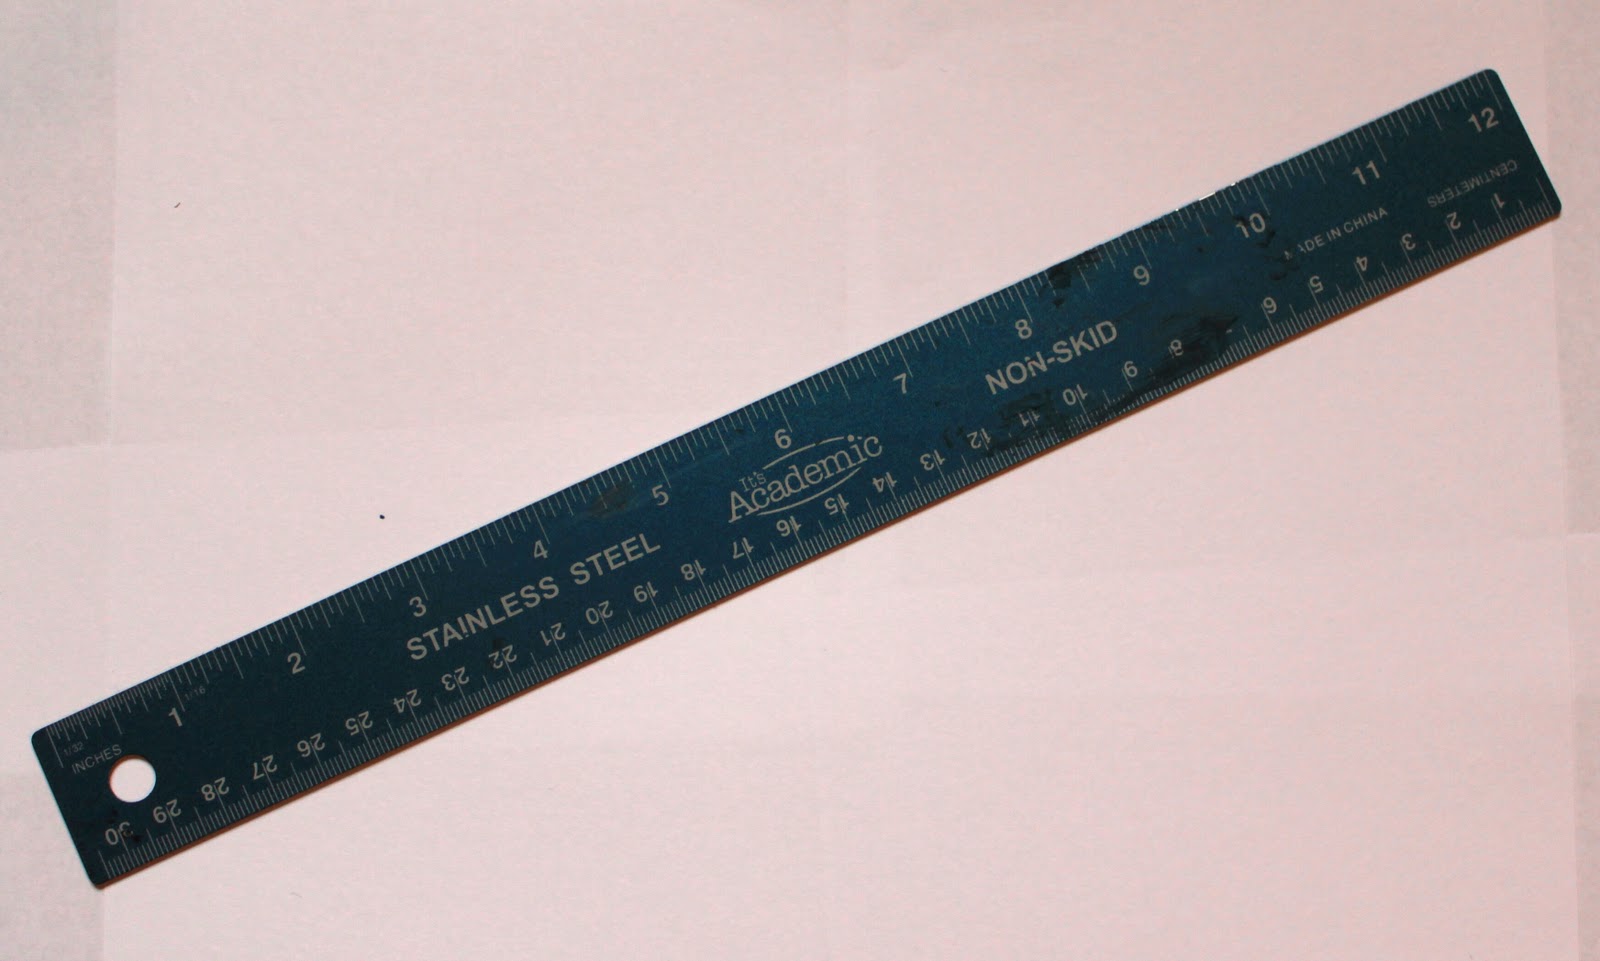 1 2 3 4 5 6 7 8 9 10 11 12
1/32
1/16
INCHES
STAINLESS STEEL
It's
Academic
NON-SKID
ADE IN CHINA
CENTIMETERS
1 2 3 4 5 6 8 9 10 11 12 13 14 15 16 17 18 19 20 21 22 23 24 25 26 27 28 29 30